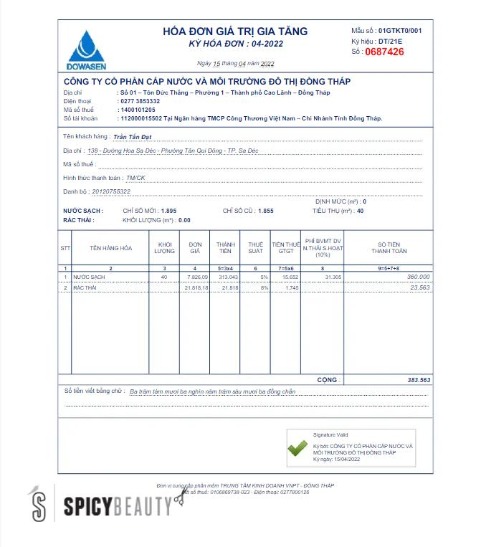 HÓA ĐƠN GIÁ TRỊ GIA TĂNG
KỲ HÓA ĐƠN : 04-2022
Mẫu số : 01GTKT0/001
Ký hiệu : DT/21E
Số : 0687426
Ngày 15 tháng 04 năm 2022
DOWASEN
CÔNG TY CỔ PHẦN CẤP NƯỚC VÀ MÔI TRƯỜNG ĐÔ THỊ ĐỒNG THÁP
Địa chỉ : Số 01 – Tôn Đức Thắng – Phường 1 – Thành phố Cao Lãnh – Đồng Tháp
Điện thoại : 0277 3853332
Mã số thuế : 1400101205
Số tài khoản : 112000015502 Tại Ngân hàng TMCP Công Thương Việt Nam – Chi Nhánh Tỉnh Đồng Tháp.
Tên khách hàng : Trần Tấn Đạt
Địa chỉ : 138 - Đường Hoa Sa Đéc - Phường Tân Qui Đông - TP. Sa Đéc
Mã số thuế :
Hình thức thanh toán : TM/CK
Danh bộ : 20120755322
ĐỊNH MỨC (m³) : 0
NƯỚC SẠCH : CHỈ SỐ MỚI : 1.895 CHỈ SỐ CŨ : 1.855 TIÊU THỤ (m³) : 40
RÁC THẢI : KHỐI LƯỢNG (m³) : 0.00
STT TÊN HÀNG HÓA KHỐI LƯỢNG ĐƠN GIÁ THÀNH TIỀN THUẾ SUẤT TIỀN THUẾ GTGT PHÍ BVMT ĐV N.THẢI S.HOẠT (10%) SỐ TIỀN THANH TOÁN
1 2 3 4 5=3x4 6 7=5x6 8 9=5+7+8
1 NƯỚC SẠCH 40 7.826,09 313.043 5% 15.652 31.305 360.000
2 RÁC THẢI 21.818,18 21.818 8% 1.745 23.563
CỘNG : 383.563
Số tiền viết bằng chữ : Ba trăm tám mươi ba nghìn năm trăm sáu mươi ba đồng chẵn
Signature Valid
Ký bởi: CÔNG TY CỔ PHẦN CẤP NƯỚC VÀ
MÔI TRƯỜNG ĐÔ THỊ ĐỒNG THÁP
Ký ngày: 15/04/2022
Đơn vị cung cấp phần mềm TRUNG TÂM KINH DOANH VNPT - ĐỒNG THÁP
SPICYBEAUTY